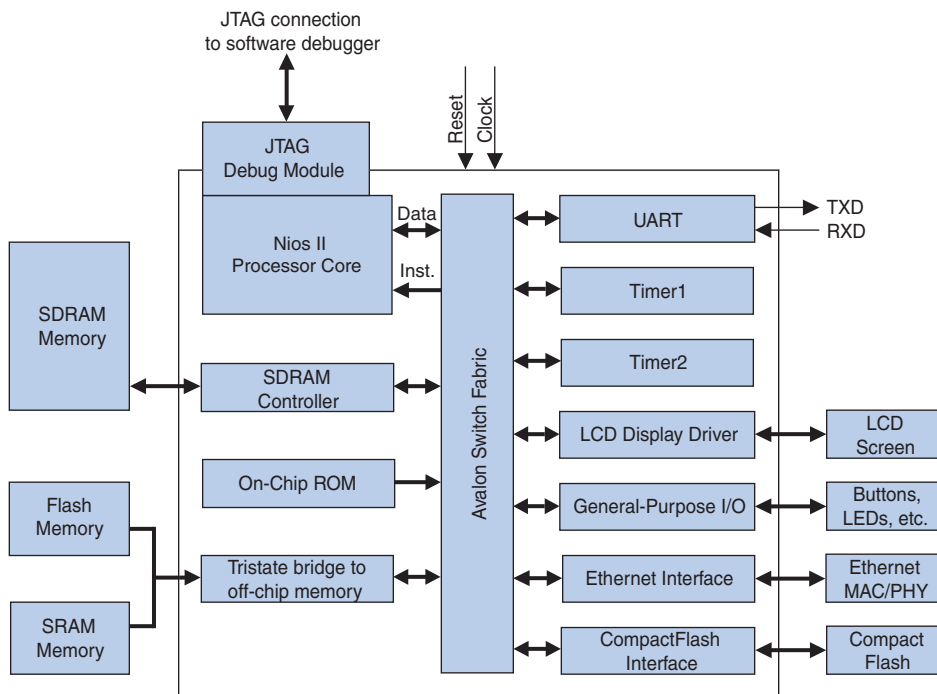 JTAG connection
to software debugger
Reset
Clock
JTAG
Debug Module
Nios II
Processor Core
Data
Inst.
Avalon Switch Fabric
UART
TXD
RXD
Timer1
Timer2
SDRAM
Memory
SDRAM
Controller
LCD Display Driver
LCD
Screen
On-Chip ROM
General-Purpose I/O
Buttons,
LEDs, etc.
Flash
Memory
Tristate bridge to
off-chip memory
Ethernet Interface
Ethernet
MAC/PHY
SRAM
Memory
CompactFlash
Interface
Compact
Flash